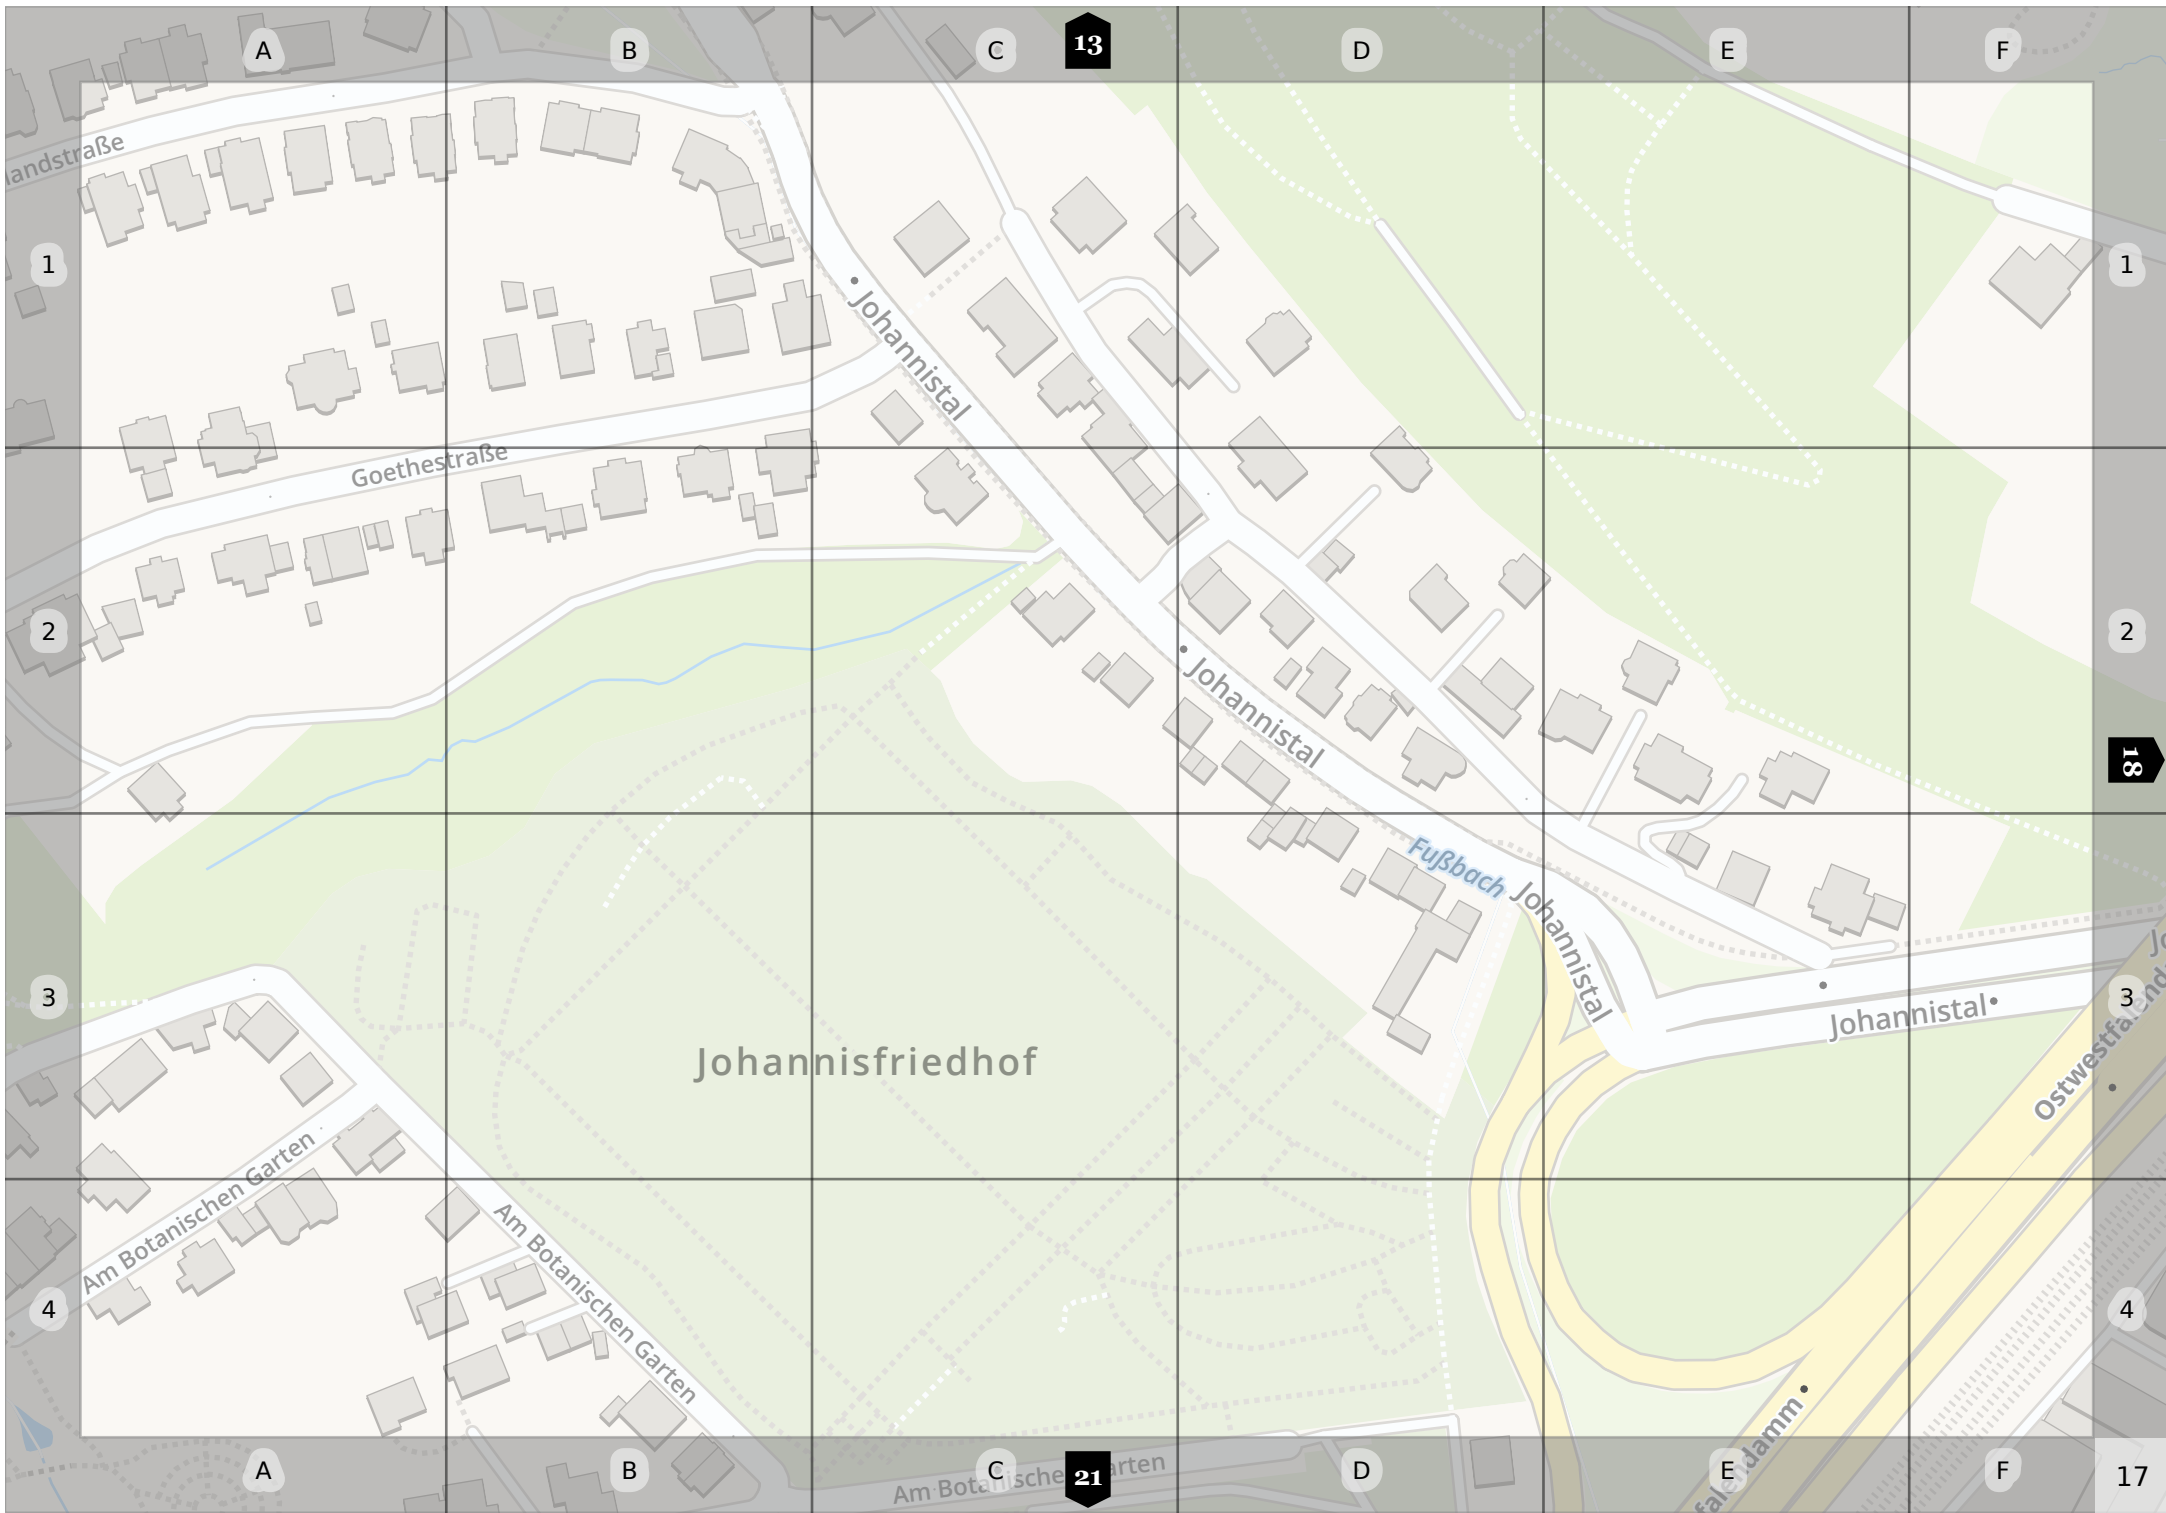 A
B
C
13
D
E
F
landstraße
1
1
Johannistal
Goethestraße
2
2
Johannistal
18
Fußbach
Johannistal
3
3
Johannistal
Johannisfriedhof
Am Botanischen Garten
Am Botanischen Garten
4
4
A
B
C
21
D
E
F
17